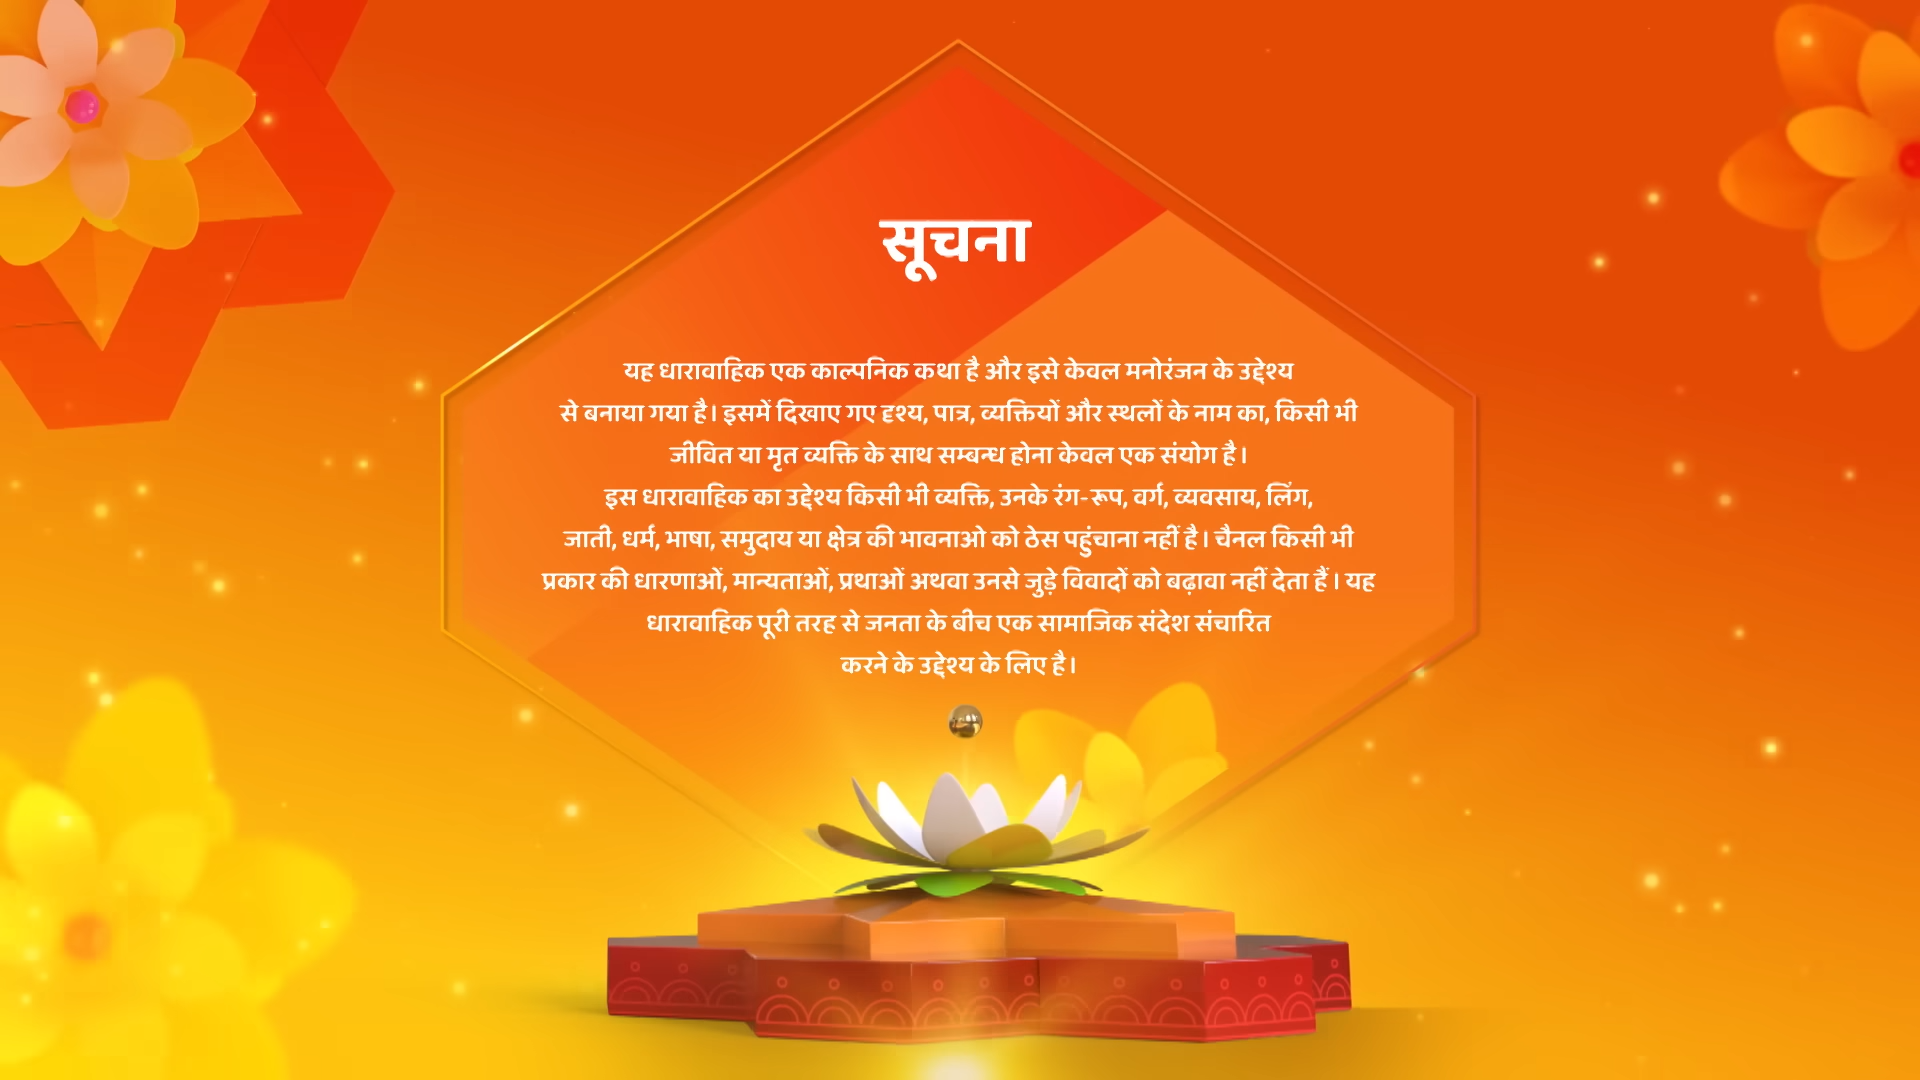 सूचना
यह धारावाहिक एक काल्पनिक कथा है और इसे केवल मनोरंजन के उद्देश्य
से बनाया गया है। इसमें दिखाए गए दृश्य, पात्र, व्यक्तियों और स्थलों के नाम का, किसी भी
जीवित या मृत व्यक्ति के साथ सम्बन्ध होना केवल एक संयोग है।
इस धारावाहिक का उद्देश्य किसी भी व्यक्ति, उनके रंग-रूप, वर्ग, व्यवसाय, लिंग,
जाती, धर्म, भाषा, समुदाय या क्षेत्र की भावनाओ को ठेस पहुंचाना नहीं है। चैनल किसी भी
प्रकार की धारणाओं, मान्यताओं, प्रथाओं अथवा उनसे जुड़े विवादों को बढ़ावा नहीं देता हैं। यह
धारावाहिक पूरी तरह से जनता के बीच एक सामाजिक संदेश संचारित
करने के उद्देश्य के लिए है।